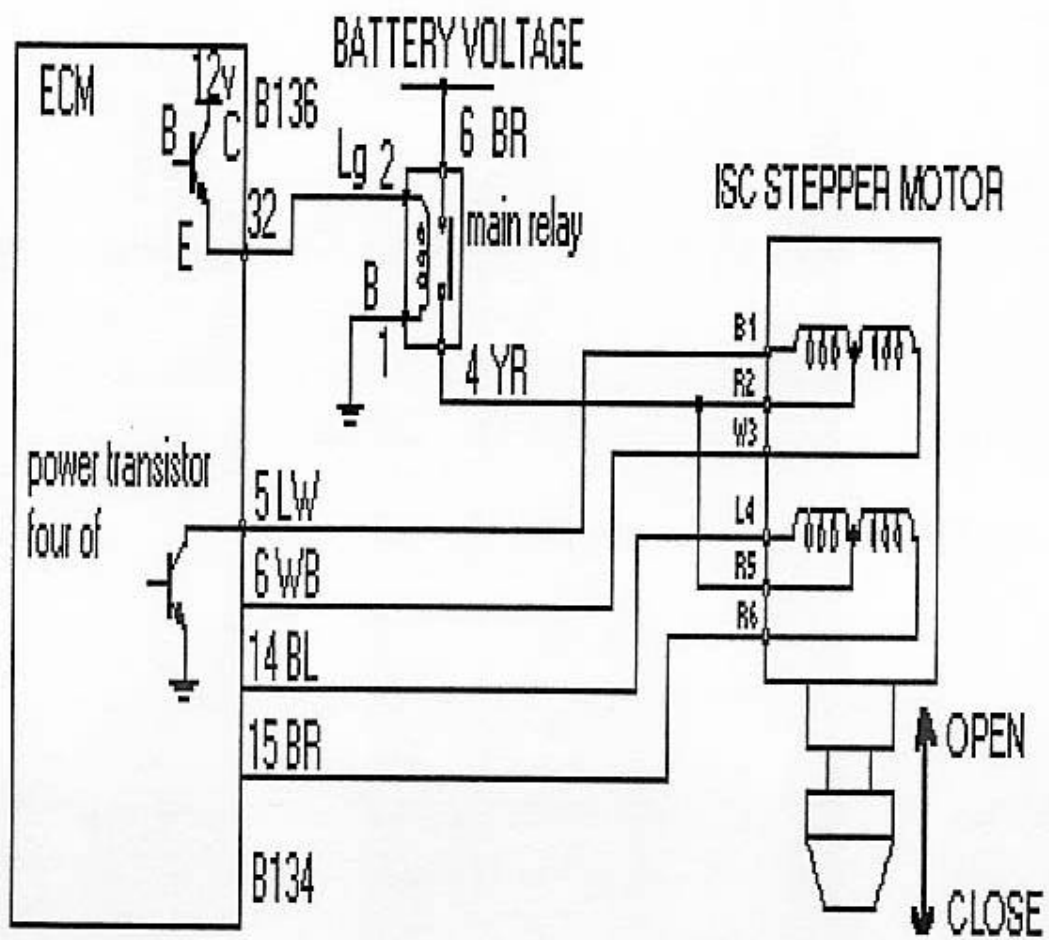 BATTERY VOLTAGE
ECM
12v
B136
B
C
6 BR
Lg 2
ISC STEPPER MOTOR
32
main relay
E
B
1
B1
4 YR
R2
W3
power transistor
four of
5 LW
L4
6 WB
R5
R6
14 BL
15 BR
OPEN
B134
CLOSE